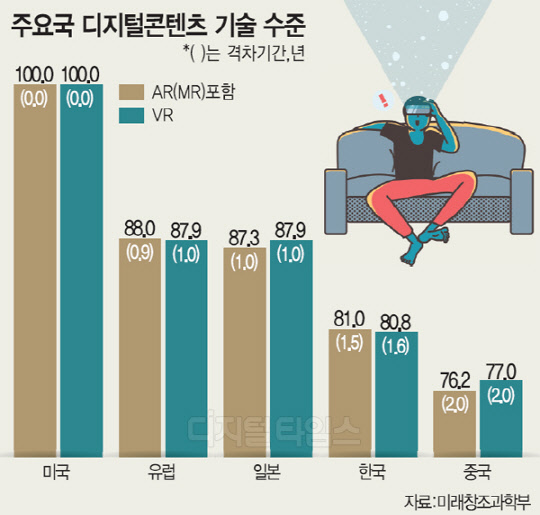 주요국 디지털콘텐츠 기술 수준
*( )는 격차기간,년
AR(MR)포함
VR
100.0 100.0
(0.0) (0.0)
88.0 87.9
(0.9) (1.0)
87.3 87.9
(1.0) (1.0)
81.0 80.8
(1.5) (1.6)
76.2 77.0
(2.0) (2.0)
!
디지털타임스
미국 유럽 일본 한국 중국
자료:미래창조과학부